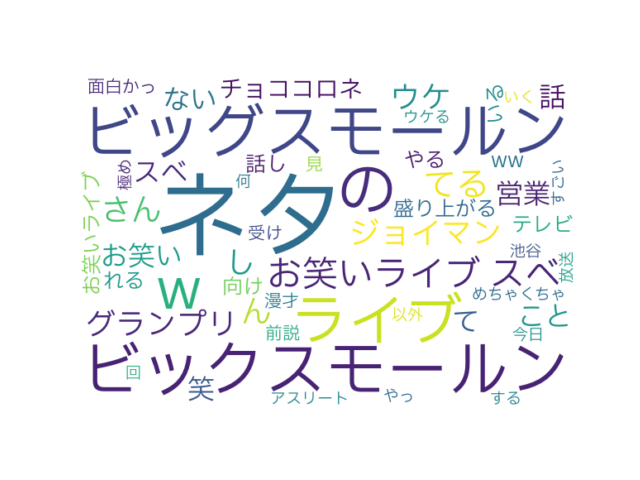 面白かっ
ない
チョココロネ
ウケ
る
いく
話
ビッグスモールン
ウケる
い
極め
スベ
話し
何
見
やる
ww
すごい
お笑いライブ
さん
ネタ
の
てる
営業
盛り上がる
受け
ジョイマン
テレビ
お笑い
れる
し
お笑いライブ スベ
池谷
放送
w
向け
めちゃくちゃ
グランプリ
ん
漫才
前説
ライブ
以外
て
こと
今日
ビックスモールン
回
笑
アスリート
やっ
する